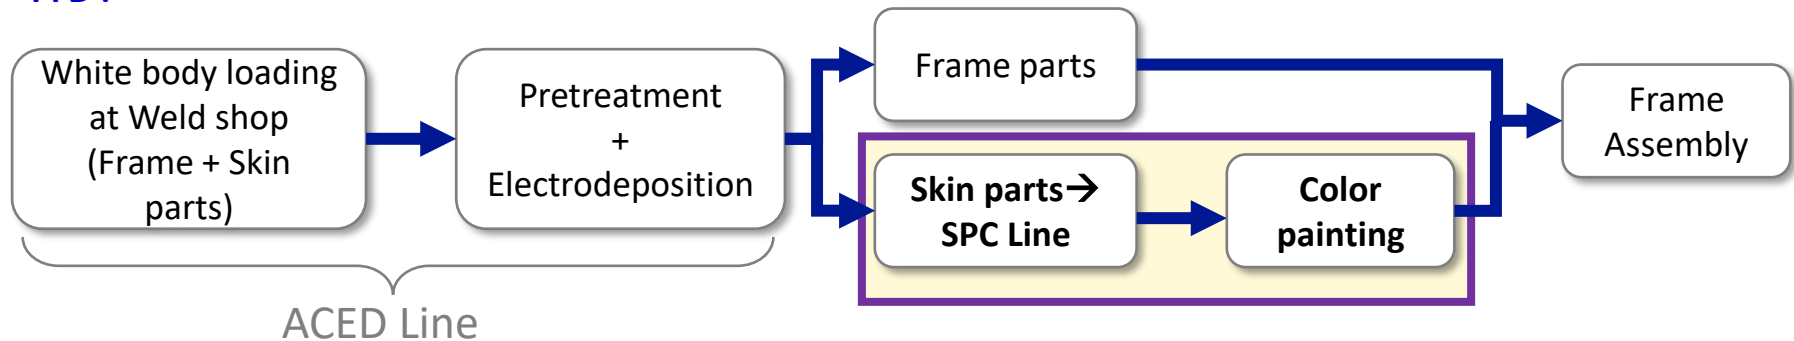 White body loading
at Weld shop
(Frame + Skin
parts)
Pretreatment
+
Electrodeposition
Frame parts
Skin parts→
SPC Line
Color
painting
Frame
Assembly
ACED Line